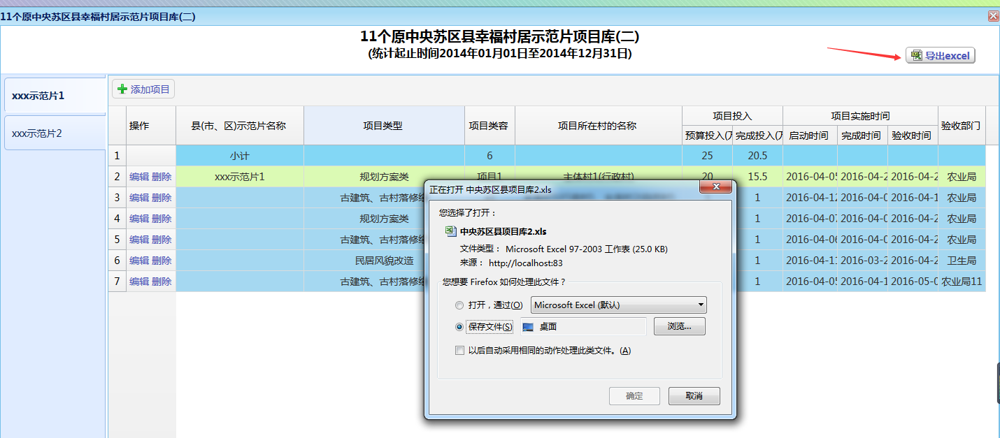 11个原中央苏区县幸福村居示范片项目库(二)
11个原中央苏区县幸福村居示范片项目库(二)
(统计起止时间2014年01月01日至2014年12月31日)
导出excel
xxx示范片1
xxx示范片2
添加项目
操作 县(市、区)示范片名称 项目类型 项目类容 项目所在村的名称 项目投入 项目实施时间 验收部门
预算投入(万 完成投入(万 启动时间 完成时间 验收时间
1 小计 6 25 20.5
2 编辑 删除 xxx示范片1 规划方案类 项目1 主体村1(行政村) 20 15.5 2016-04-05 2016-04-2 2016-04-2 农业局
3 编辑 删除 古建筑、古村落修缮 1 2016-04-12 2016-04-0 2016-04-1 农业局
4 编辑 删除 规划方案类 1 2016-04-07 2016-04-0 2016-04-2 农业局
5 编辑 删除 古建筑、古村落修缮 1 2016-04-06 2016-04-0 2016-04-2 农业局
6 编辑 删除 民居风貌改造 1 2016-04-11 2016-03-2 2016-04-2 卫生局
7 编辑 删除 古建筑、古村落修缮 1 2016-04-05 2016-04-1 2016-05-0 农业局11
正在打开 中央苏区县项目库2.xls
您选择了打开：
中央苏区县项目库2.xls
文件类型： Microsoft Excel 97-2003 工作表 (25.0 KB)
来源： http://localhost:83
您想要 Firefox 如何处理此文件？
打开，通过(O) Microsoft Excel (默认)
保存文件(S) 桌面 浏览...
以后自动采用相同的动作处理此类文件。(A)
确定 取消